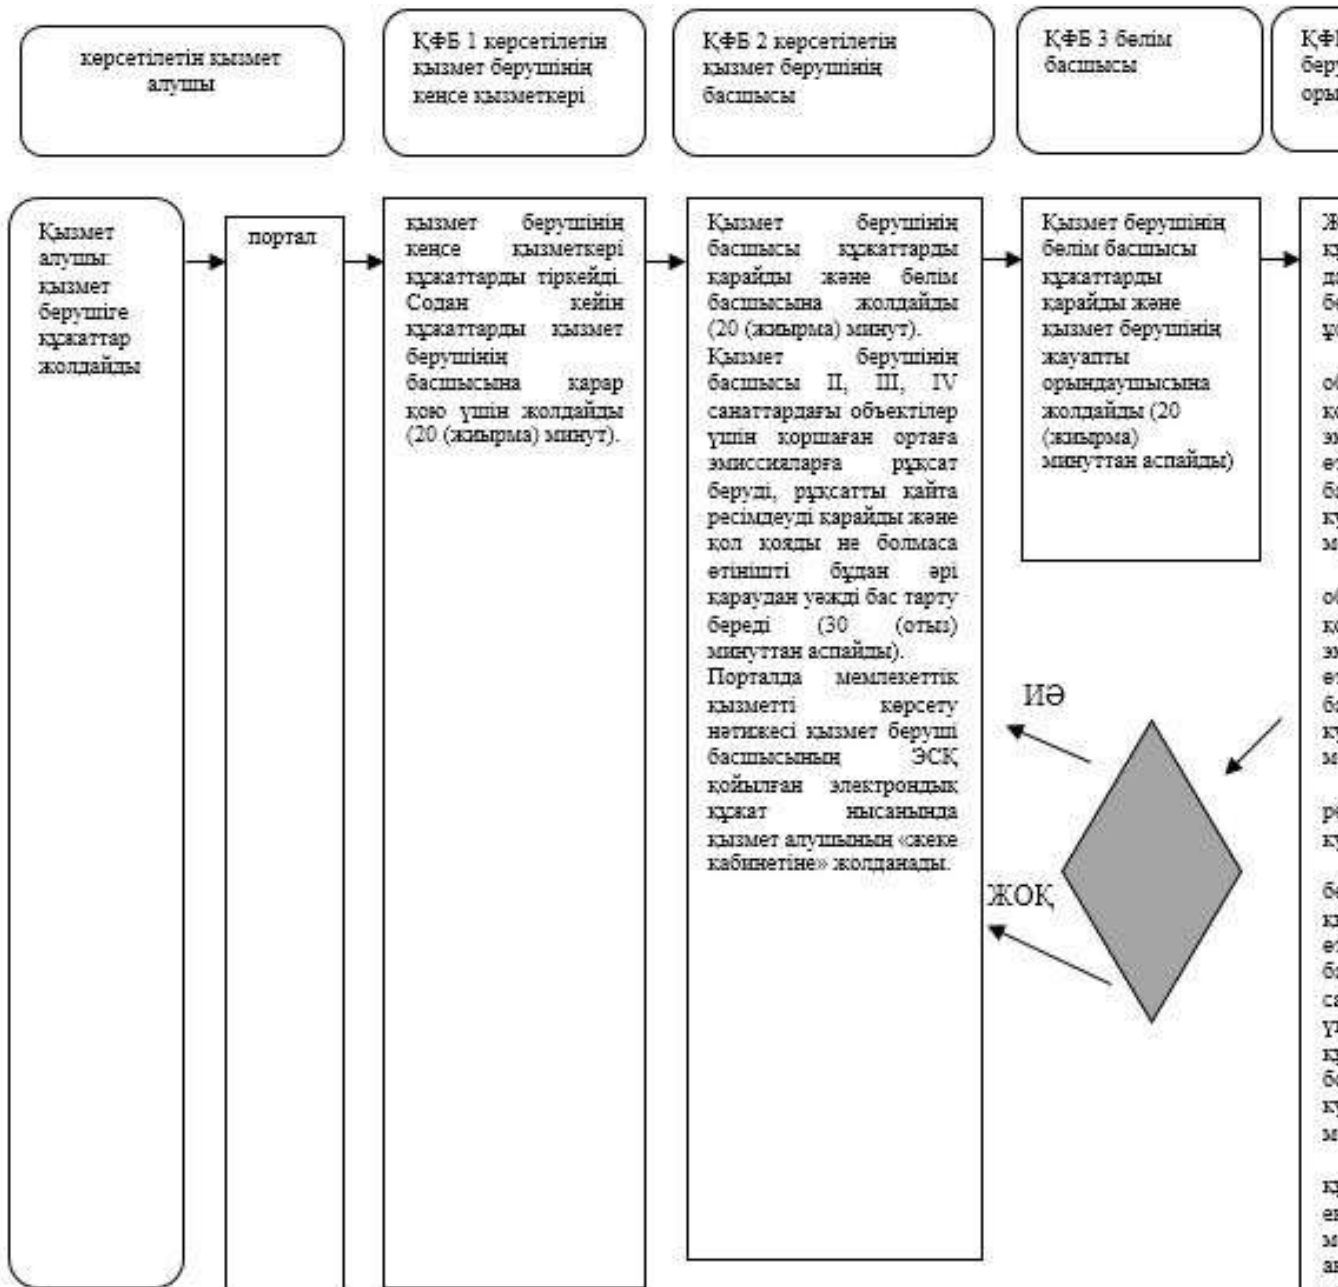 көрсетілетін қызмет
алушы
ҚФБ 1 көрсетілетін
қызмет берушінің
кеңсе қызметкері
ҚФБ 2 көрсетілетін
қызмет берушінің
басшысы
ҚФБ 3 бөлім
басшысы
Қызмет
алушы:
қызмет
берушіге
құжаттар
жолдайды
портал
қызмет берушінің
кеңсе қызметкері
құжаттарды тіркейді.
Содан кейін
құжаттарды қызмет
берушінің
басшысына қарар
қою үшін жолдайды
(20 (жиырма) минут).
Қызмет берушінің
басшысы құжаттарды
қарайды және бөлім
басшысына жолдайды
(20 (жиырма) минут).
Қызмет берушінің
басшысы II, III, IV
санаттардағы объектілер
үшін қоршаған ортаға
эмиссияларға рұқсат
беруді, рұқсатты қайта
ресімдеуді қарайды және
қол қояды не болмаса
өтінішті бұдан әрі
қараудан уәжді бас тарту
береді (30 (отыз)
минуттан аспайды).
Порталда мемлекеттік
қызметті көрсету
нәтижесі қызмет беруші
басшысының ЭСҚ
қойылған электрондық
құжат нысанында
қызмет алушының «жеке
кабинетіне» жолданады.
Қызмет берушінің
бөлім басшысы
құжаттарды
қарайды және
қызмет берушінің
жауапты
орындаушысына
жолдайды (20
(жиырма)
минуттан аспайды)
ИӘ
ЖОҚ